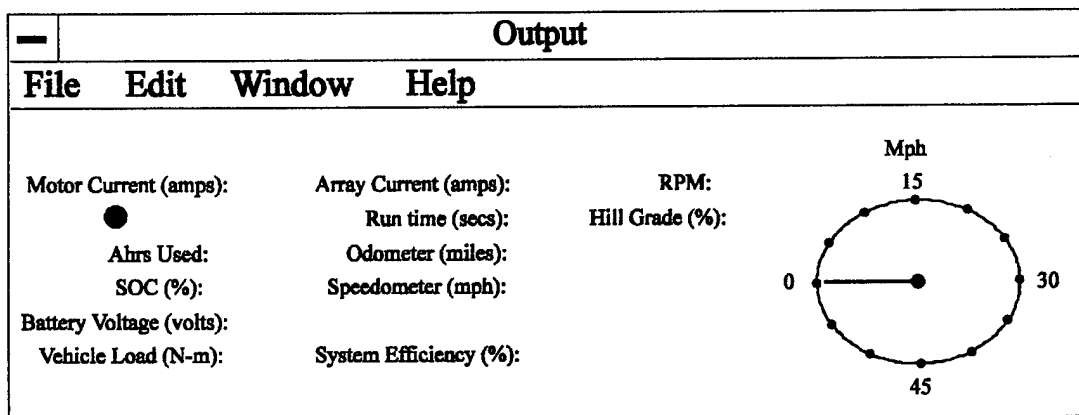 Output
File Edit Window Help
Mph
Motor Current (amps): Array Current (amps): RPM: 15
Run time (secs): Hill Grade (%):
Ahrs Used: Odometer (miles):
SOC (%): Speedometer (mph): 0 30
Battery Voltage (volts):
Vehicle Load (N-m): System Efficiency (%):
45